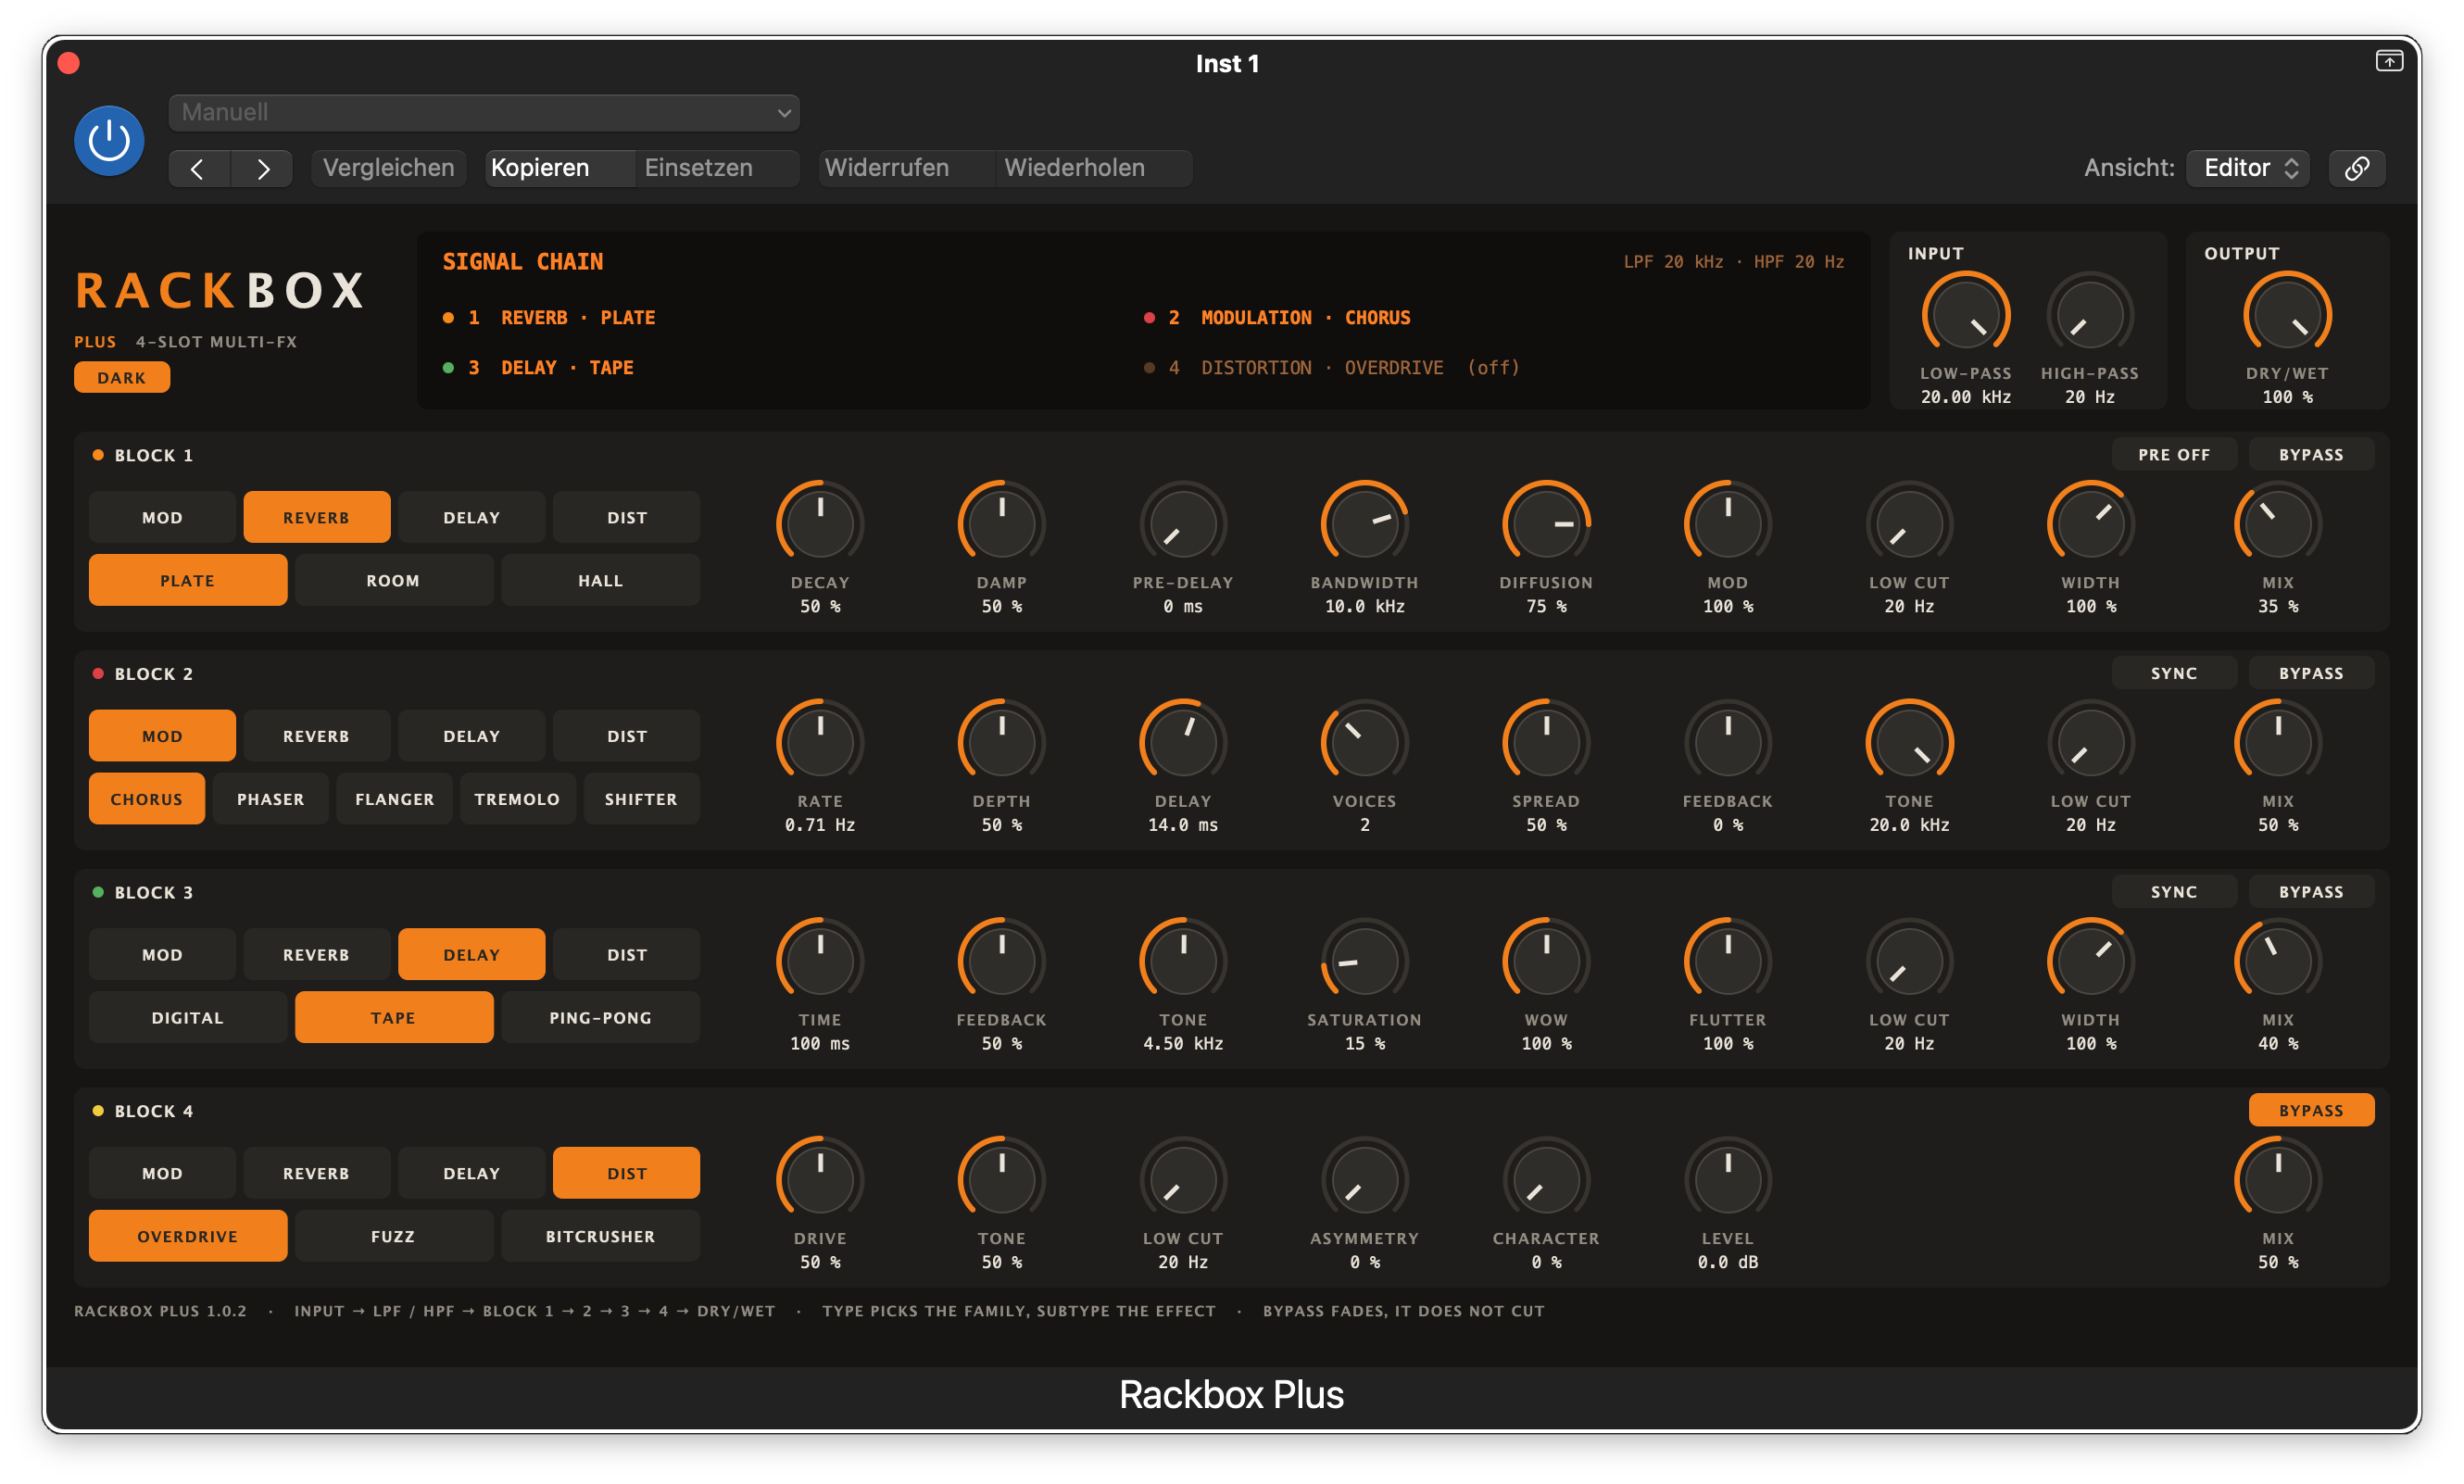 Inst 1
Manuell
Vergleichen Kopieren Einsetzen Widerrufen Wiederholen Ansicht: Editor
RACKBOX
PLUS 4-SLOT MULTI-FX
DARK
SIGNAL CHAIN LPF 20 kHz · HPF 20 Hz
1 REVERB · PLATE 2 MODULATION · CHORUS
3 DELAY · TAPE 4 DISTORTION · OVERDRIVE (off)
INPUT
LOW-PASS HIGH-PASS
20.00 kHz 20 Hz
OUTPUT
DRY/WET
100 %
BLOCK 1 PRE OFF BYPASS
MOD REVERB DELAY DIST
PLATE ROOM HALL
DECAY DAMP PRE-DELAY BANDWIDTH DIFFUSION MOD LOW CUT WIDTH MIX
50 % 50 % 0 ms 10.0 kHz 75 % 100 % 20 Hz 100 % 35 %
BLOCK 2 SYNC BYPASS
MOD REVERB DELAY DIST
CHORUS PHASER FLANGER TREMOLO SHIFTER
RATE DEPTH DELAY VOICES SPREAD FEEDBACK TONE LOW CUT MIX
0.71 Hz 50 % 14.0 ms 2 50 % 0 % 20.0 kHz 20 Hz 50 %
BLOCK 3 SYNC BYPASS
MOD REVERB DELAY DIST
DIGITAL TAPE PING-PONG
TIME FEEDBACK TONE SATURATION WOW FLUTTER LOW CUT WIDTH MIX
100 ms 50 % 4.50 kHz 15 % 100 % 100 % 20 Hz 100 % 40 %
BLOCK 4 BYPASS
MOD REVERB DELAY DIST
OVERDRIVE FUZZ BITCRUSHER
DRIVE TONE LOW CUT ASYMMETRY CHARACTER LEVEL MIX
50 % 50 % 20 Hz 0 % 0 % 0.0 dB 50 %
RACKBOX PLUS 1.0.2 · INPUT → LPF / HPF → BLOCK 1 → 2 → 3 → 4 → DRY/WET · TYPE PICKS THE FAMILY, SUBTYPE THE EFFECT · BYPASS FADES, IT DOES NOT CUT
Rackbox Plus